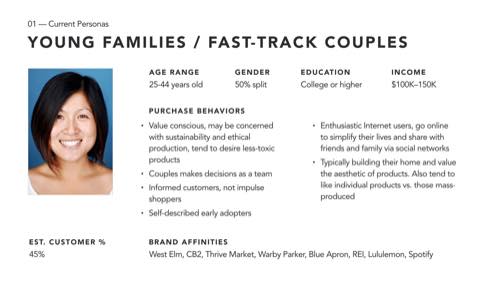 01 — Current Personas
YOUNG FAMILIES / FAST-TRACK COUPLES
AGE RANGE
25-44 years old
GENDER
50% split
EDUCATION
College or higher
INCOME
$100K–150K
PURCHASE BEHAVIORS
• Value conscious, may be concerned
with sustainability and ethical
production, tend to desire less-toxic
products
• Couples makes decisions as a team
• Informed customers, not impulse
shoppers
• Self-described early adopters
• Enthusiastic Internet users, go online
to simplify their lives and share with
friends and family via social networks
• Typically building their home and value
the aesthetic of products. Also tend to
like individual products vs. those mass-
produced
EST. CUSTOMER %
45%
BRAND AFFINITIES
West Elm, CB2, Thrive Market, Warby Parker, Blue Apron, REI, Lululemon, Spotify